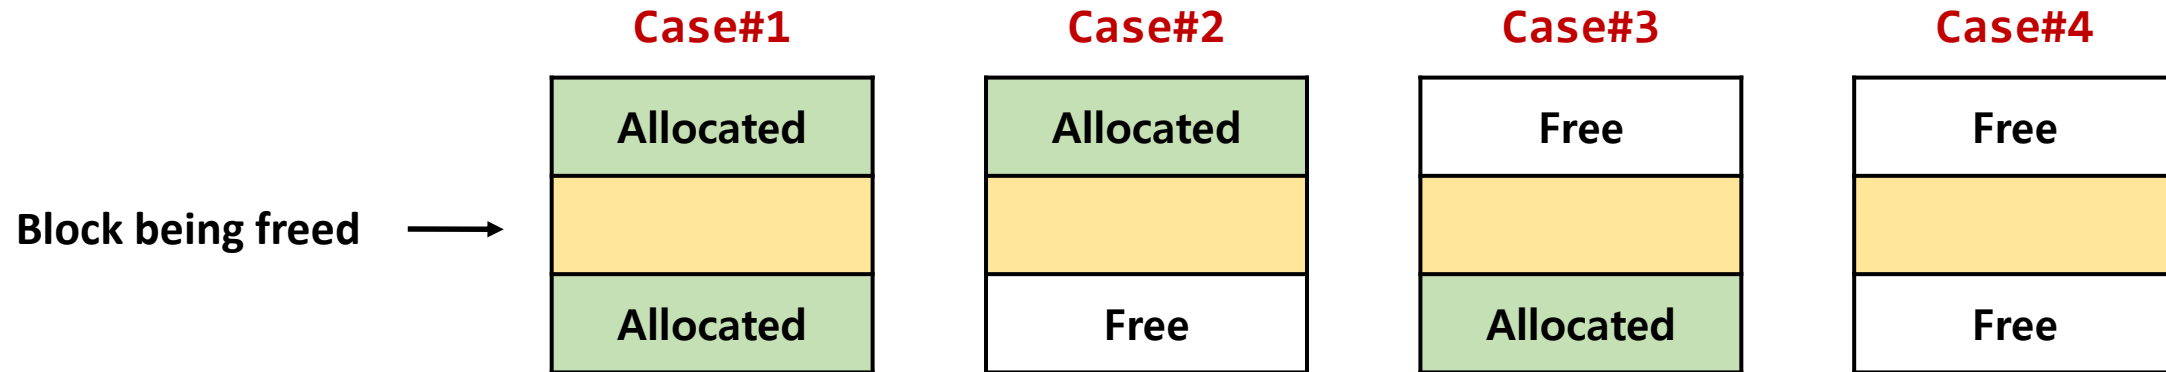 Case#1 Case#2 Case#3 Case#4
Allocated Allocated Free Free
Block being freed
Allocated Free Allocated Free